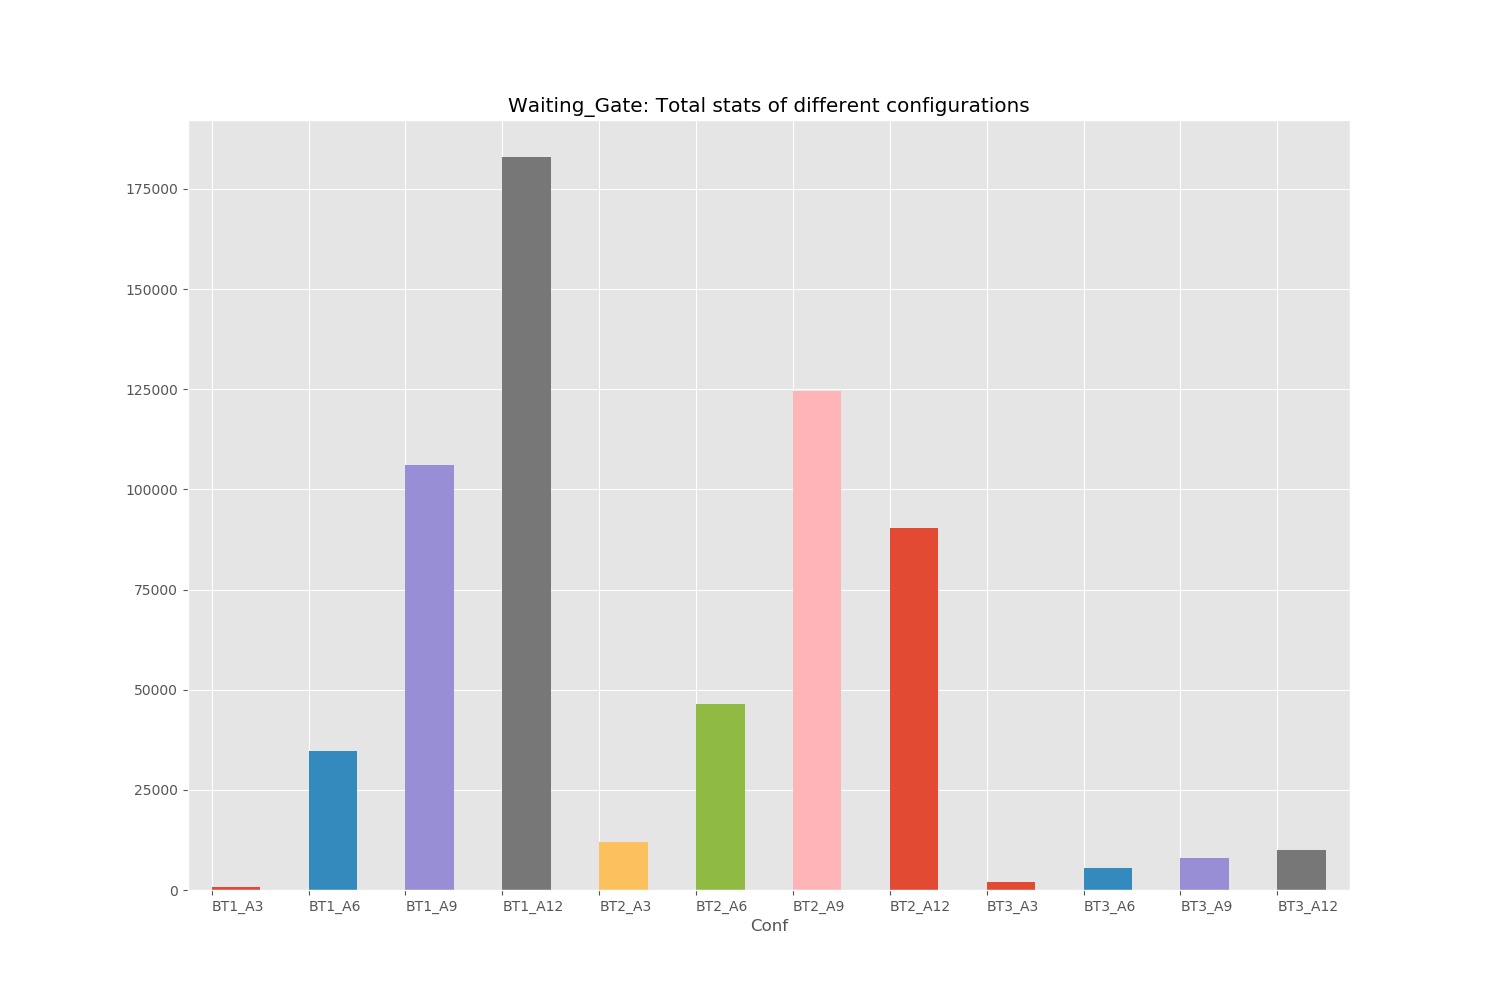 Waiting_Gate: Total stats of different configurations
175000
150000
125000
100000
75000
50000
25000
0
BT1_A3 BT1_A6 BT1_A9 BT1_A12 BT2_A3 BT2_A6 BT2_A9 BT2_A12 BT3_A3 BT3_A6 BT3_A9 BT3_A12
Conf